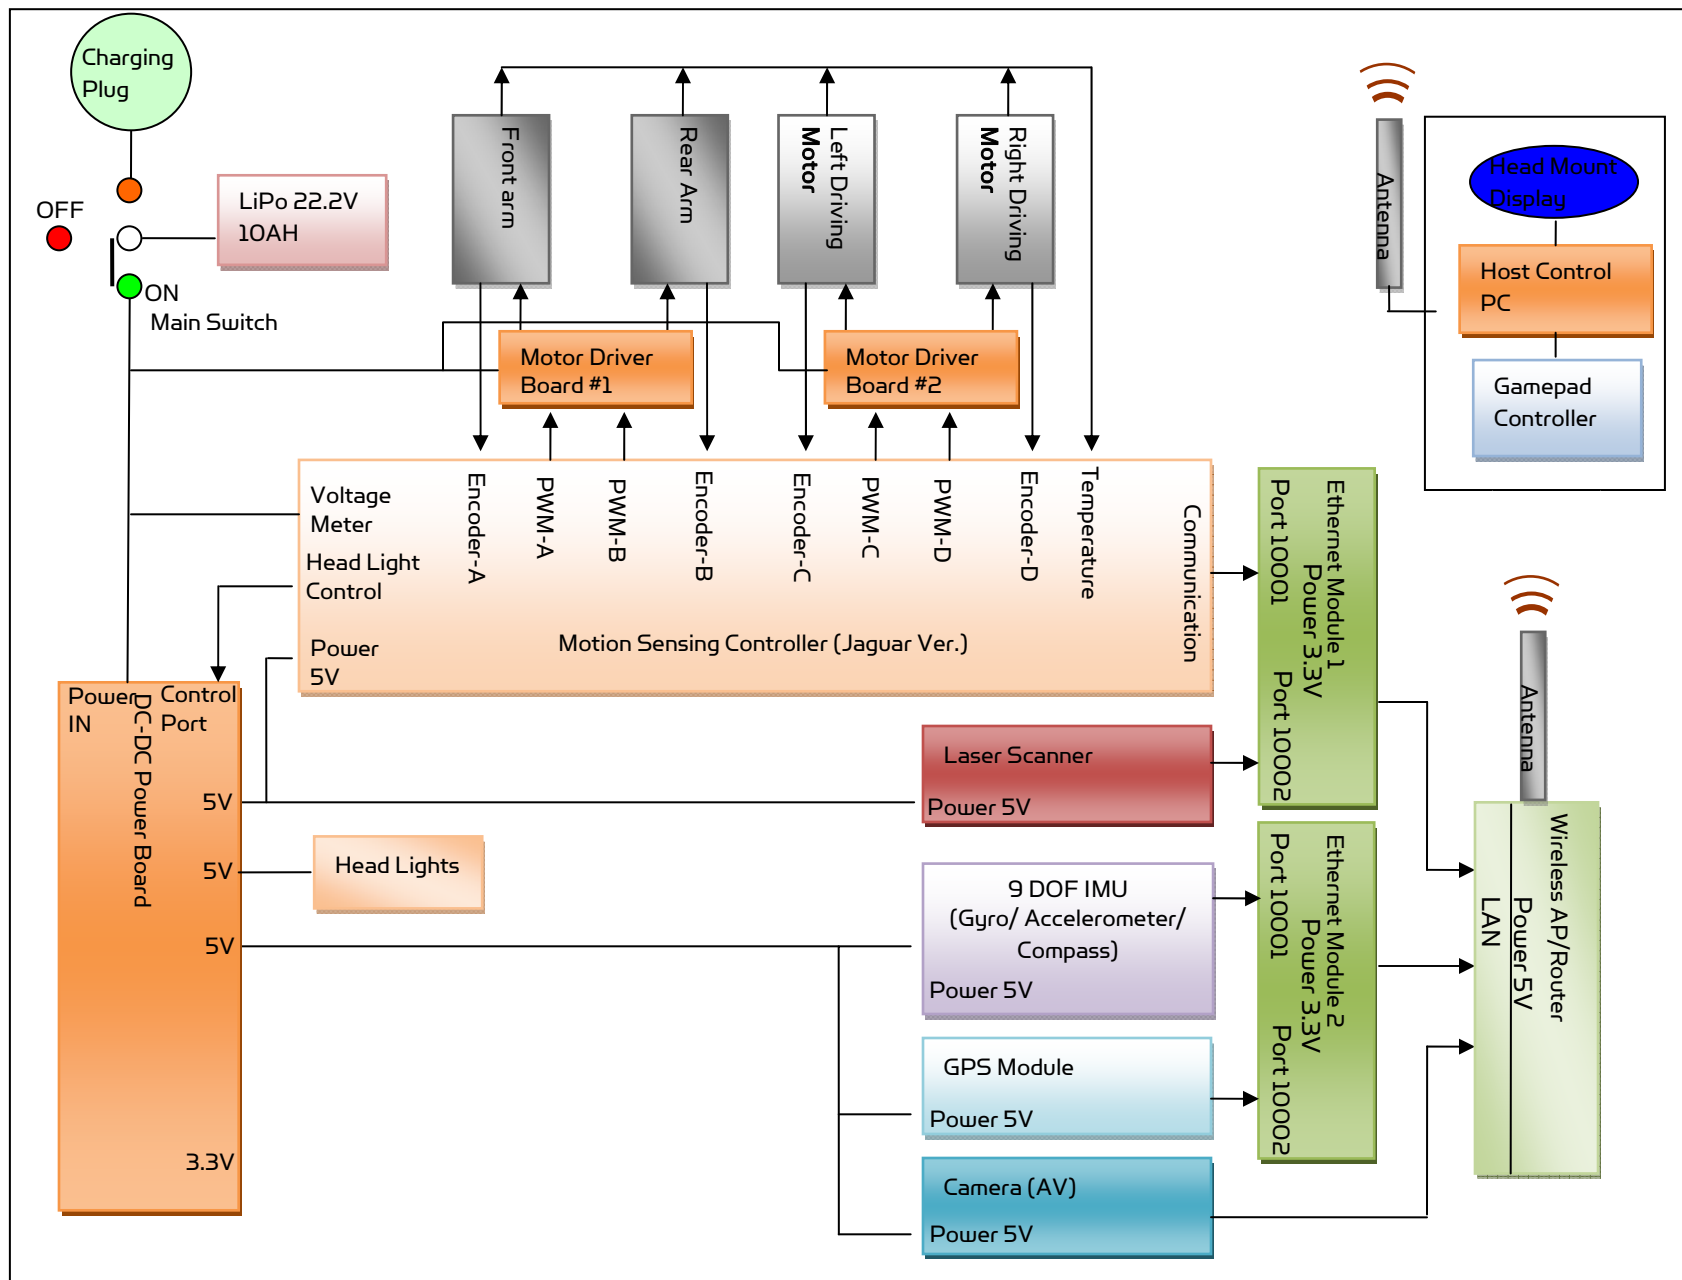 Charging
Plug
OFF
LiPo 22.2V
10AH
ON
Main Switch
Front arm
Rear Arm
Left Driving
Motor
Right Driving
Motor
Motor Driver
Board #1
Motor Driver
Board #2
Antenna
Head Mount
Display
Host Control
PC
Gamepad
Controller
Voltage
Meter
Head Light
Control
Power
5V
Encoder-A
PWM-A
PWM-B
Encoder-B
Encoder-C
PWM-C
PWM-D
Encoder-D
Temperature
Communication
Motion Sensing Controller (Jaguar Ver.)
Ethernet Module 1
Power 3.3V
Port 10001
Port 10002
Power
IN
DC-DC Power Board
Control
Port
5V
5V
5V
3.3V
Head Lights
Laser Scanner
Power 5V
9 DOF IMU
(Gyro/ Accelerometer/
Compass)
Power 5V
GPS Module
Power 5V
Camera (AV)
Power 5V
Ethernet Module 2
Power 3.3V
Port 10001
Port 10002
Antenna
Wireless AP/Router
Power 5V
LAN